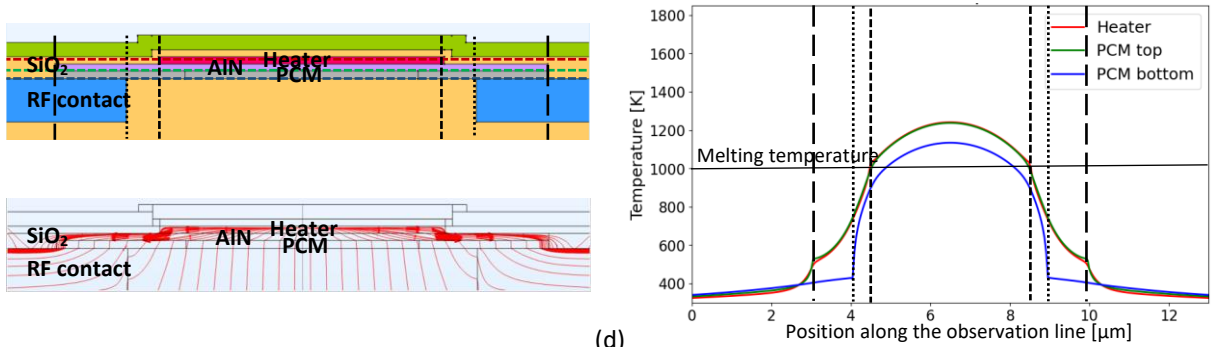 SiO2
Heater
AlN
PCM
RF contact
SiO2
Heater
AlN
PCM
RF contact
(d)
1800
1600
1400
1200
1000
800
600
400
Temperature [K]
Heater
PCM top
PCM bottom
Melting temperature
0 2 4 6 8 10 12
Position along the observation line [μm]